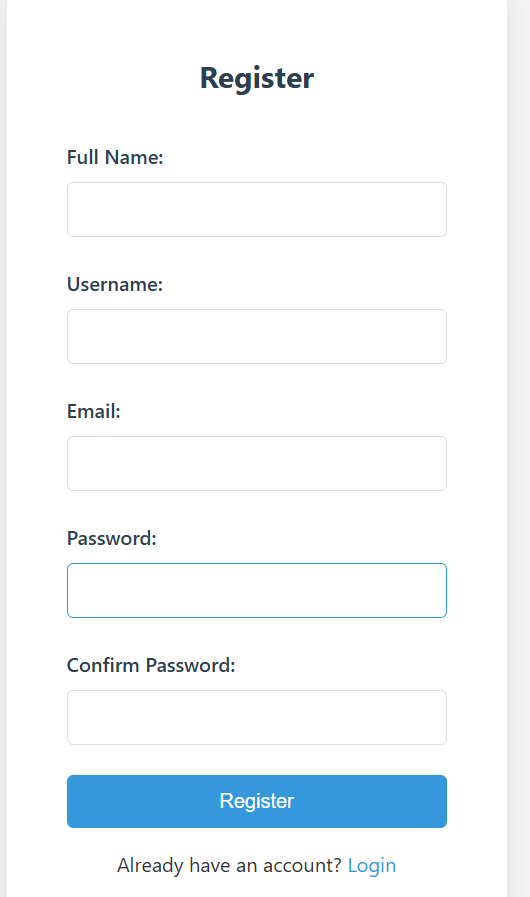 Register
Full Name:
Username:
Email:
Password:
Confirm Password:
Register
Already have an account? Login